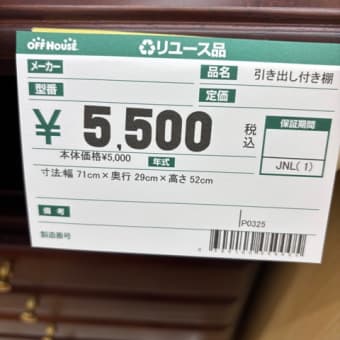 OFFHOUSE リユース品
メーカー 品名 引き出し付き棚
型番 定価
¥5,500 税込 保証期間
本体価格¥5,000 年式 JNL(1)
寸法:幅 71cm×奥行 29cm×高さ 52cm
備考
P0325
製造番号